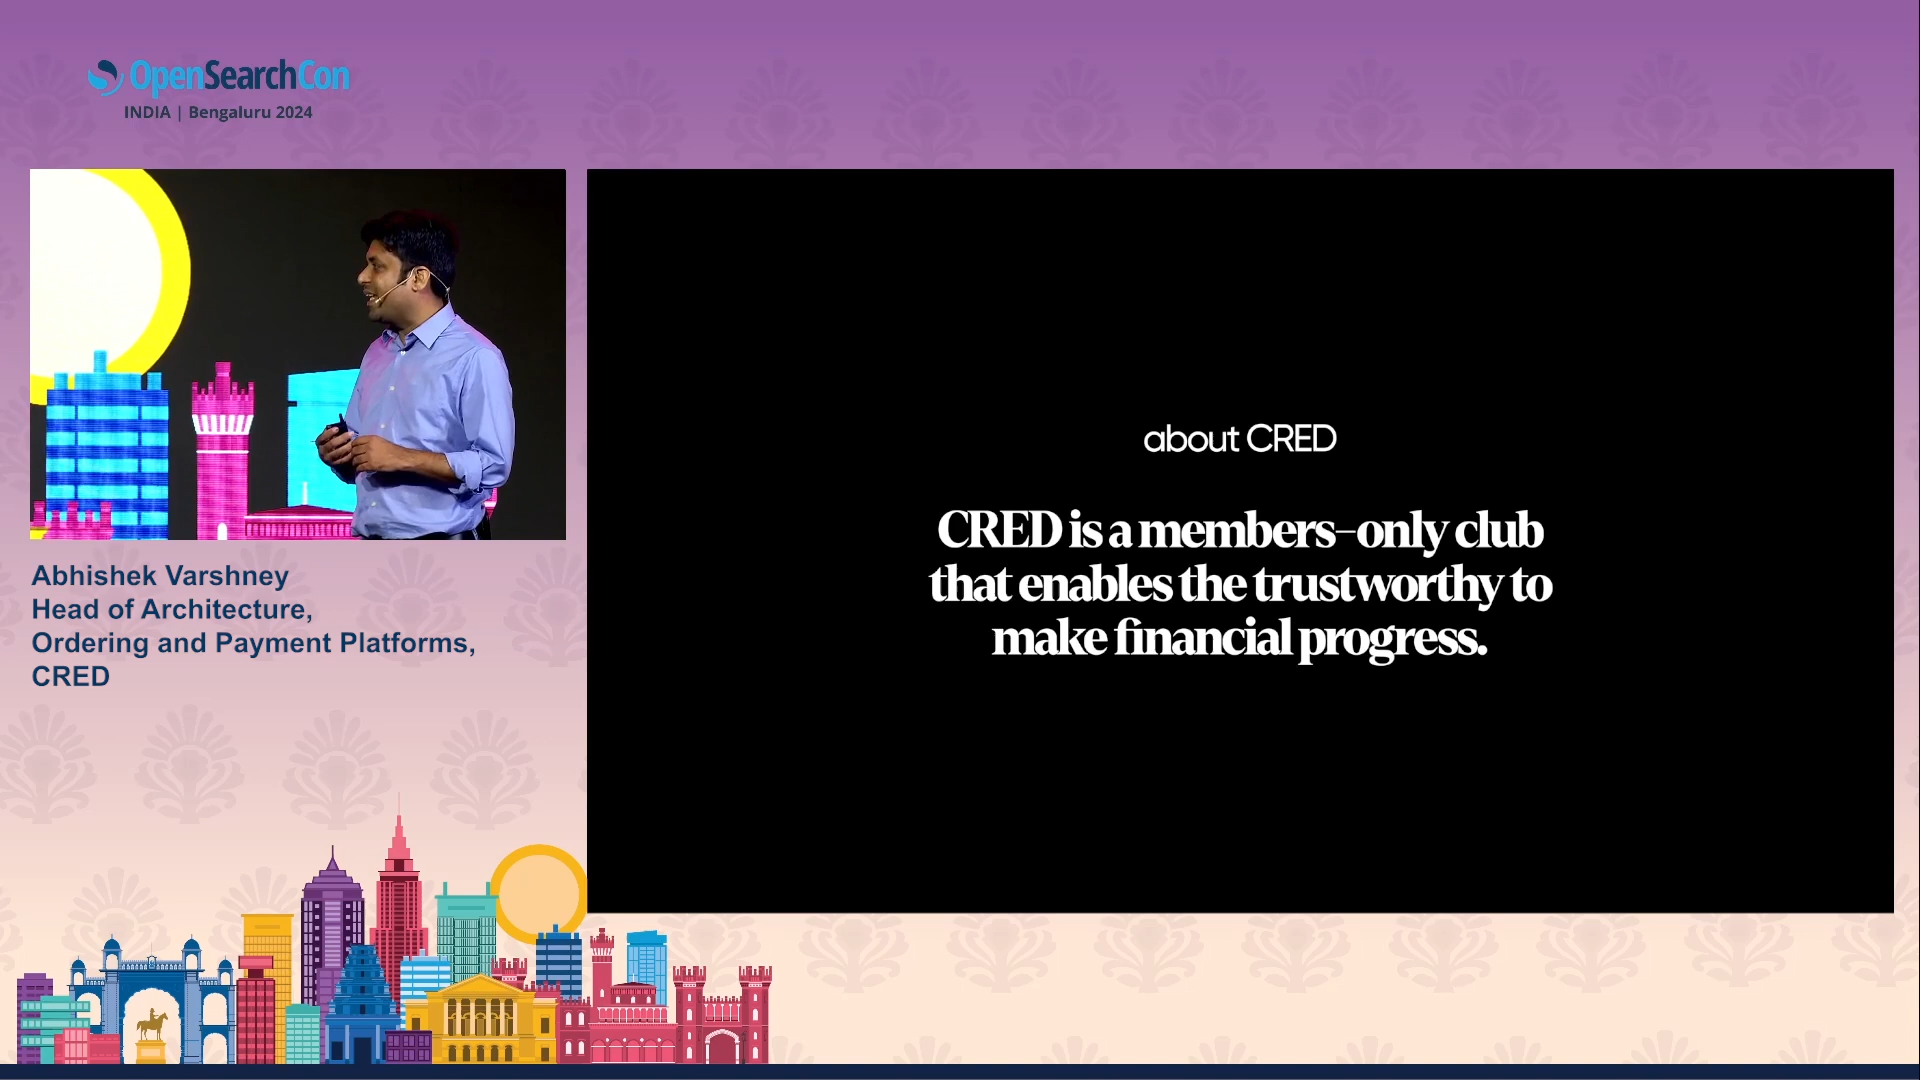 OpenSearchCon
INDIA | Bengaluru 2024
Abhishek Varshney
Head of Architecture,
Ordering and Payment Platforms,
CRED
about CRED
CRED is a members–only club
that enables the trustworthy to
make financial progress.